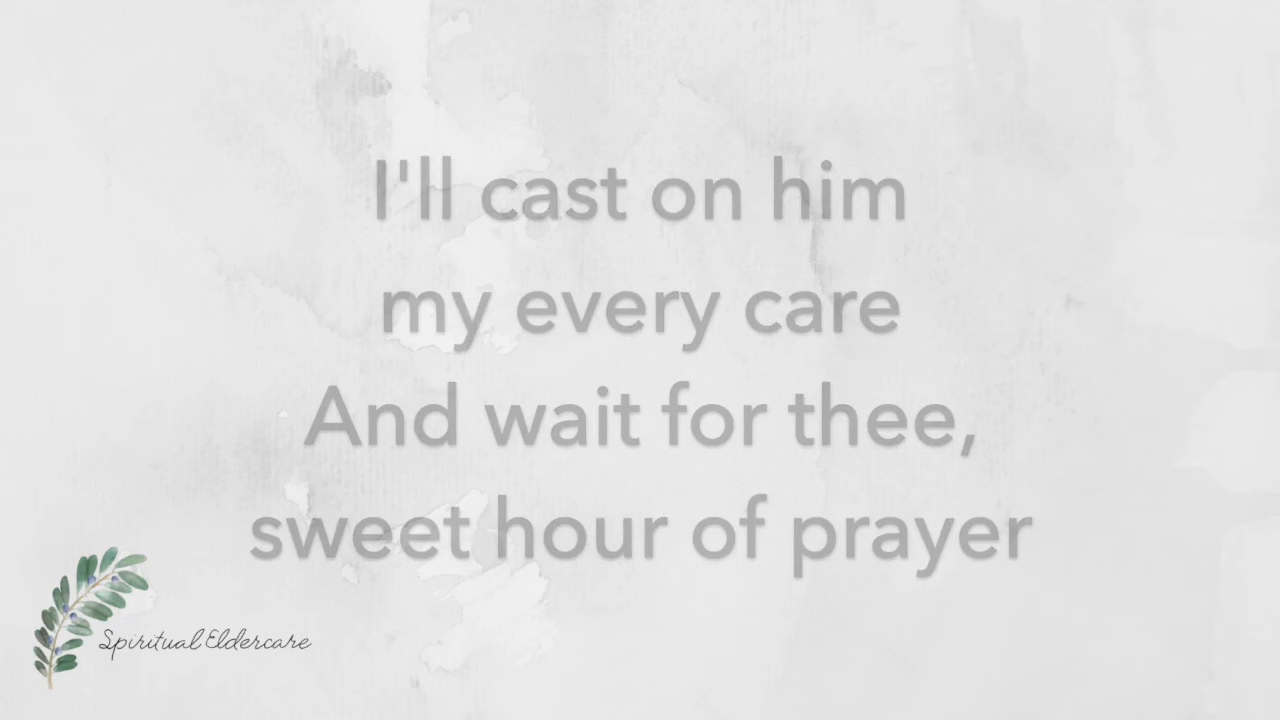 I'll cast on him
my every care
And wait for thee,
sweet hour of prayer
Spiritual Eldercare